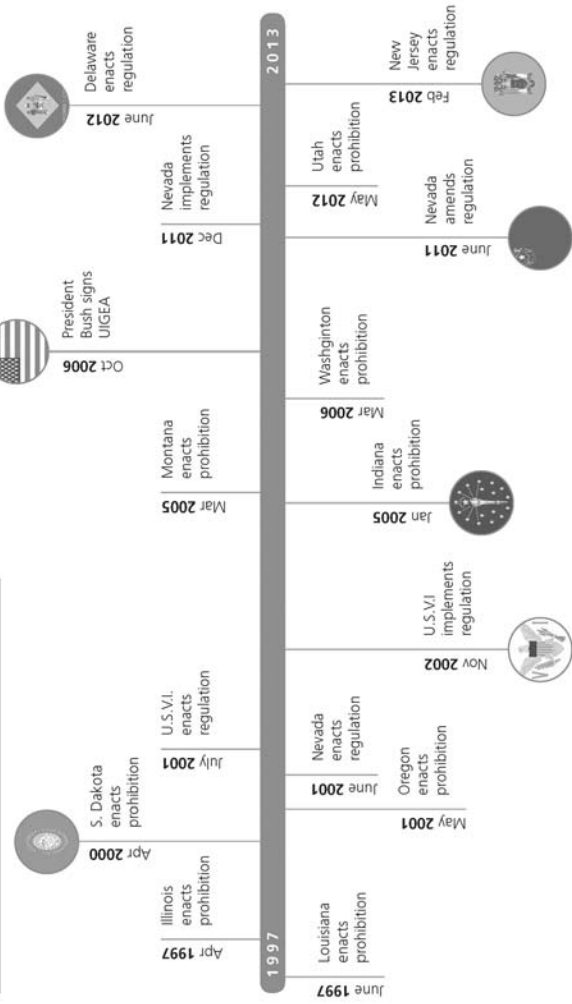 1997
2013
Apr 1997
Illinois
enacts
prohibition
June 1997
Louisiana
enacts
prohibition
Apr 2000
S. Dakota
enacts
prohibition
May 2001
Oregon
enacts
prohibition
June 2001
Nevada
enacts
regulation
July 2001
U.S.V.I.
enacts
regulation
Nov 2002
U.S.V.I
implements
regulation
Jan 2005
Indiana
enacts
prohibition
Mar 2005
Montana
enacts
prohibition
Mar 2006
Washginton
enacts
prohibition
Oct 2006
President
Bush signs
UIGEA
June 2011
Nevada
amends
regulation
Dec 2011
Nevada
implements
regulation
May 2012
Utah
enacts
prohibition
June 2012
Delaware
enacts
regulation
Feb 2013
New
Jersey
enacts
regulation